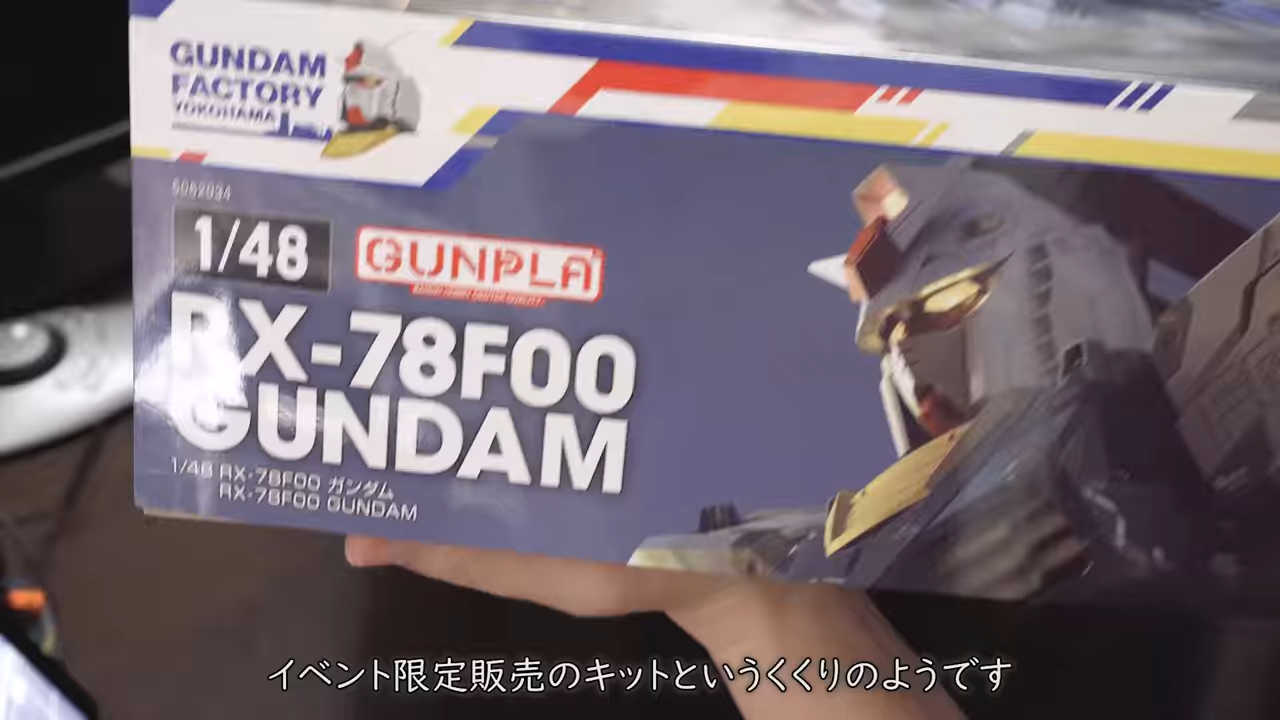 GUNDAM
FACTORY
YOKOHAMA
5062034
1/48
GUNPLA
RX-78F00
GUNDAM
1/48 RX-78F00 ガンダム
RX-78F00 GUNDAM
イベント限定販売のキットというくくりのようです